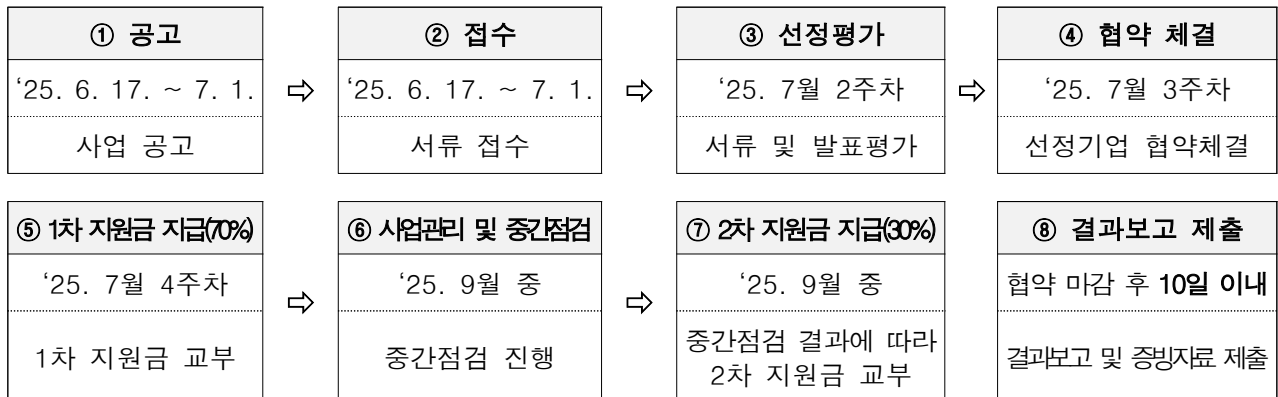 ① 공고
② 접수
③ 선정평가
④ 협약 체결
‘25. 6. 17. ~ 7. 1.
⇨
‘25. 6. 17. ~ 7. 1.
⇨
‘25. 7월 2주차
⇨
‘25. 7월 3주차
사업 공고
서류 접수
서류 및 발표평가
선정기업 협약체결
⑤ 1차 지원금 지급(70%)
⑥ 사업관리 및 중간점검
⑦ 2차 지원금 지급(30%)
⑧ 결과보고 제출
‘25. 7월 4주차
⇨
‘25. 9월 중
⇨
‘25. 9월 중
협약 마감 후 10일 이내
1차 지원금 교부
중간점검 진행
중간점검 결과에 따라
2차 지원금 교부
결과보고 및 증빙자료 제출